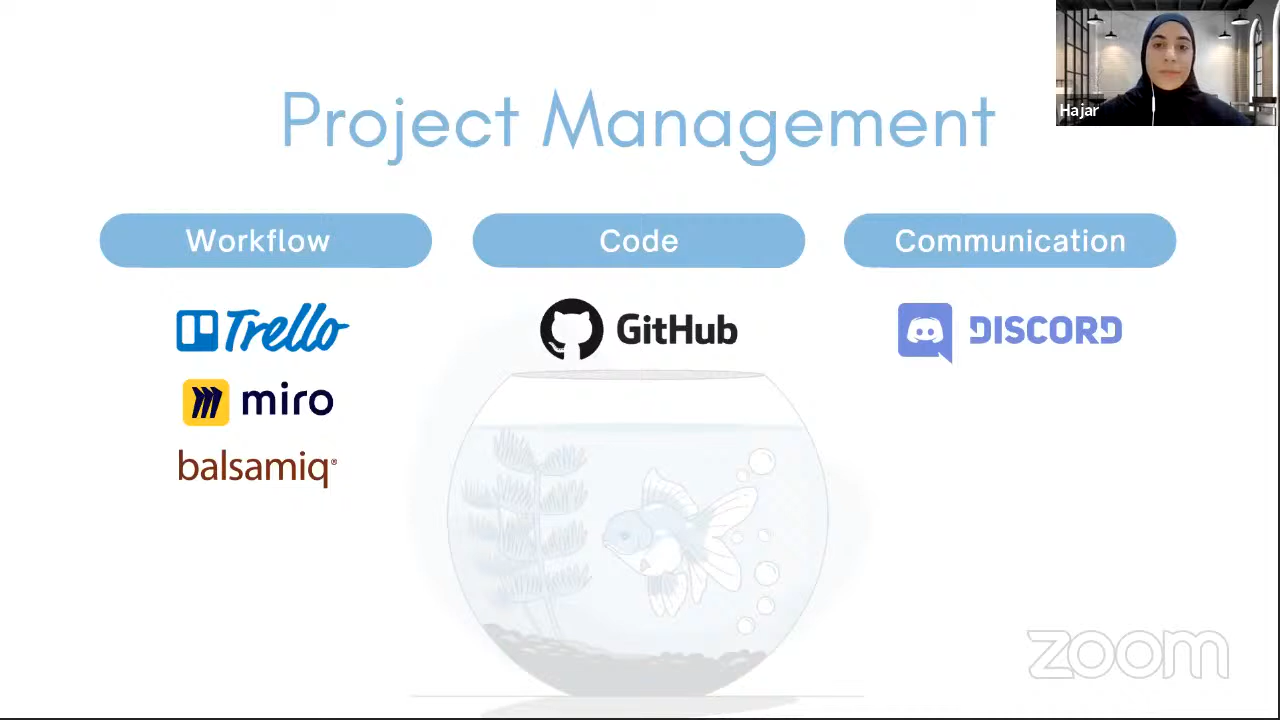 Project Management
Hajar
Workflow
Code
Communication
Trello
GitHub
DISCORD
miro
balsamiq®
zoom